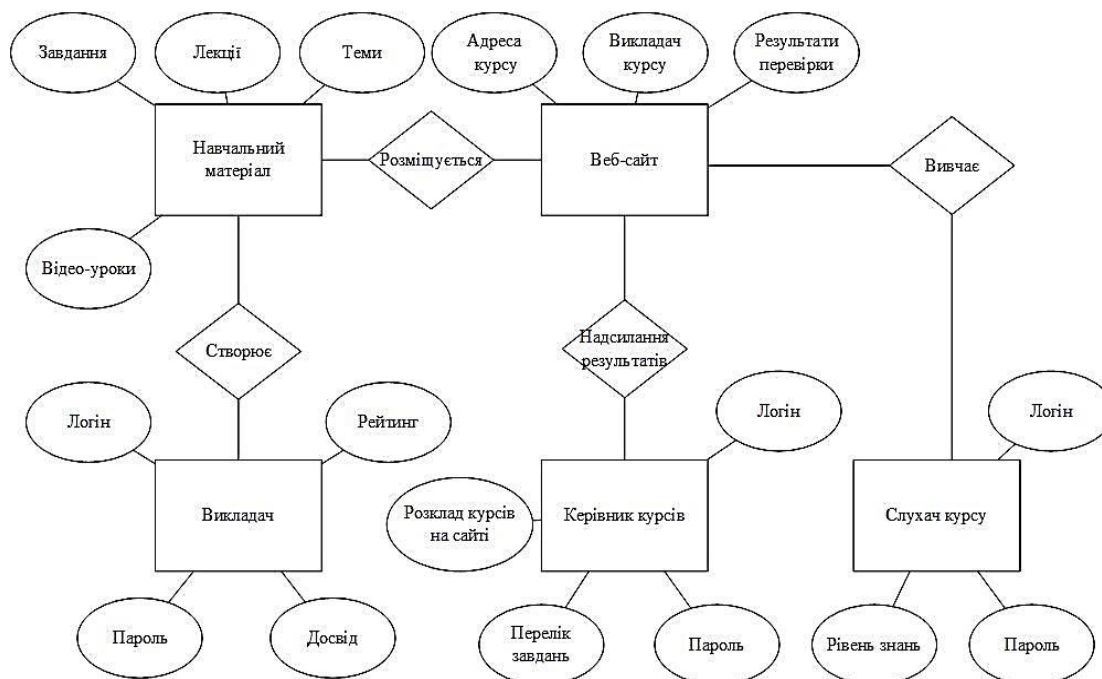 Завдання
Лекції
Теми
Адреса
курсу
Викладач
курсу
Результати
перевірки
Навчальний
матеріал
Розміщується
Веб-сайт
Вивчає
Відео-уроки
Створює
Надсилання
результатів
Логін
Рейтинг
Логін
Логін
Викладач
Розклад курсів
на сайті
Керівник курсів
Слухач курсу
Пароль
Досвід
Перелік
завдань
Пароль
Рівень знань
Пароль